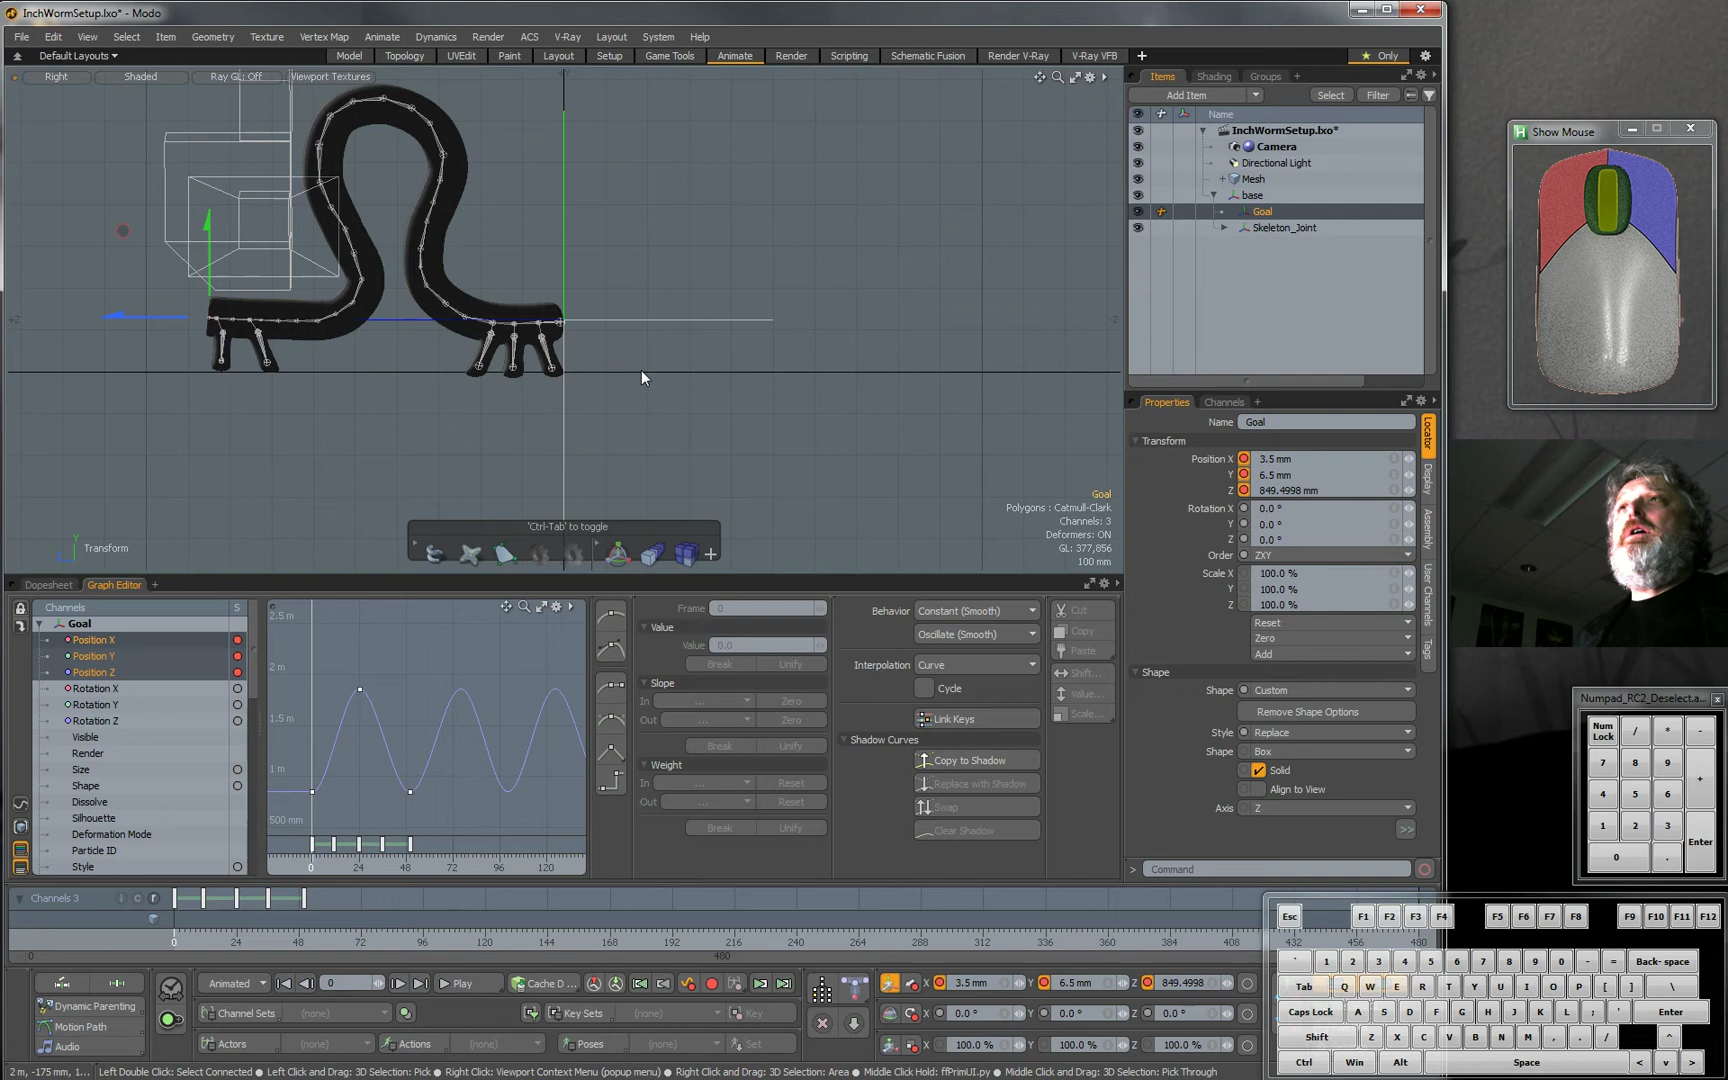 InchWormSetup.lxo* - Modo
File Edit View Select Item Geometry Texture Vertex Map Animate Dynamics Render ACS V-Ray Layout System Help
Default Layouts Model Topology UVEdit Paint Layout Setup Game Tools Animate Render Scripting Schematic Fusion Render V-Ray V-Ray VFB Only
Right Shaded Ray GL: Off Viewport Textures
Items Shading Groups
Add Item Select Filter
Name
InchWormSetup.lxo*
Camera
Directional Light
Mesh
base
Goal
Skeleton_Joint
Show Mouse
+Z
-Z
Goal
Polygons : Catmull-Clark
Channels: 3
Deformers: ON
GL: 377,856
100 mm
'Ctrl-Tab' to toggle
Y
Z
Transform
Properties Channels
Name Goal
Transform
Position X 3.5 mm
Y 6.5 mm
Z 849.4998 mm
Rotation X 0.0 °
Y 0.0 °
Z 0.0 °
Order ZXY
Scale X 100.0 %
Y 100.0 %
Z 100.0 %
Reset
Zero
Add
Shape
Shape Custom
Remove Shape Options
Style Replace
Shape Box
Solid
Align to View
Axis Z
>>
Locator
Display
Assembly
User Channels
Tags
> Command
Dopesheet Graph Editor
Channels S
Goal
Position X
Position Y
Position Z
Rotation X
Rotation Y
Rotation Z
Visible
Render
Size
Shape
Dissolve
Silhouette
Deformation Mode
Particle ID
Style
2.5 m
2 m
1.5 m
1 m
500 mm
0 24 48 72 96 120
Frame 0
Value
Value 0.0
Break Unify
Slope
In ... Zero
Out ... Zero
Break Unify
Weight
In ... Reset
Out ... Reset
Break Unify
Behavior Constant (Smooth)
Oscillate (Smooth)
Interpolation Curve
Cycle
Link Keys
Shadow Curves
Copy to Shadow
Replace with Shadow
Swap
Clear Shadow
Cut
Copy
Paste
Shift...
Value...
Scale...
Channels 3 i c r
0 24 48 72 96 120 144 168 192 216 240 264 288 312 336 360 384 408 432 456 480
0 480
Animated 0 Play Cache D ... X 3.5 mm Y 6.5 mm Z 849.4998
Dynamic Parenting Channel Sets (none) Key Sets (none) Key X 0.0 ° Y 0.0 ° Z 0.0 °
Motion Path
Audio Actors (none) Actions (none) Poses (none) Set X 100.0 % Y 100.0 % Z 100.0 %
2 m, -175 mm, 1... Left Double Click: Select Connected ● Left Click and Drag: 3D Selection: Pick ● Right Click: Viewport Context Menu (popup menu) ● Right Click and Drag: 3D Selection: Area ● Middle Click Hold: ffPrimUI.py ● Middle Click and Drag: 3D Selection: Pick Through
Numpad_RC2_Deselect.a... x
Num Lock / * -
7 8 9 +
4 5 6
1 2 3 Enter
0 .
Esc F1 F2 F3 F4 F5 F6 F7 F8 F9 F10 F11 F12
` 1 2 3 4 5 6 7 8 9 0 - = Back- space
Tab Q W E R T Y U I O P [ ] \
Caps Lock A S D F G H J K L ; ' Enter
Shift Z X C V B N M , . / ^
Ctrl Win Alt Space < v >